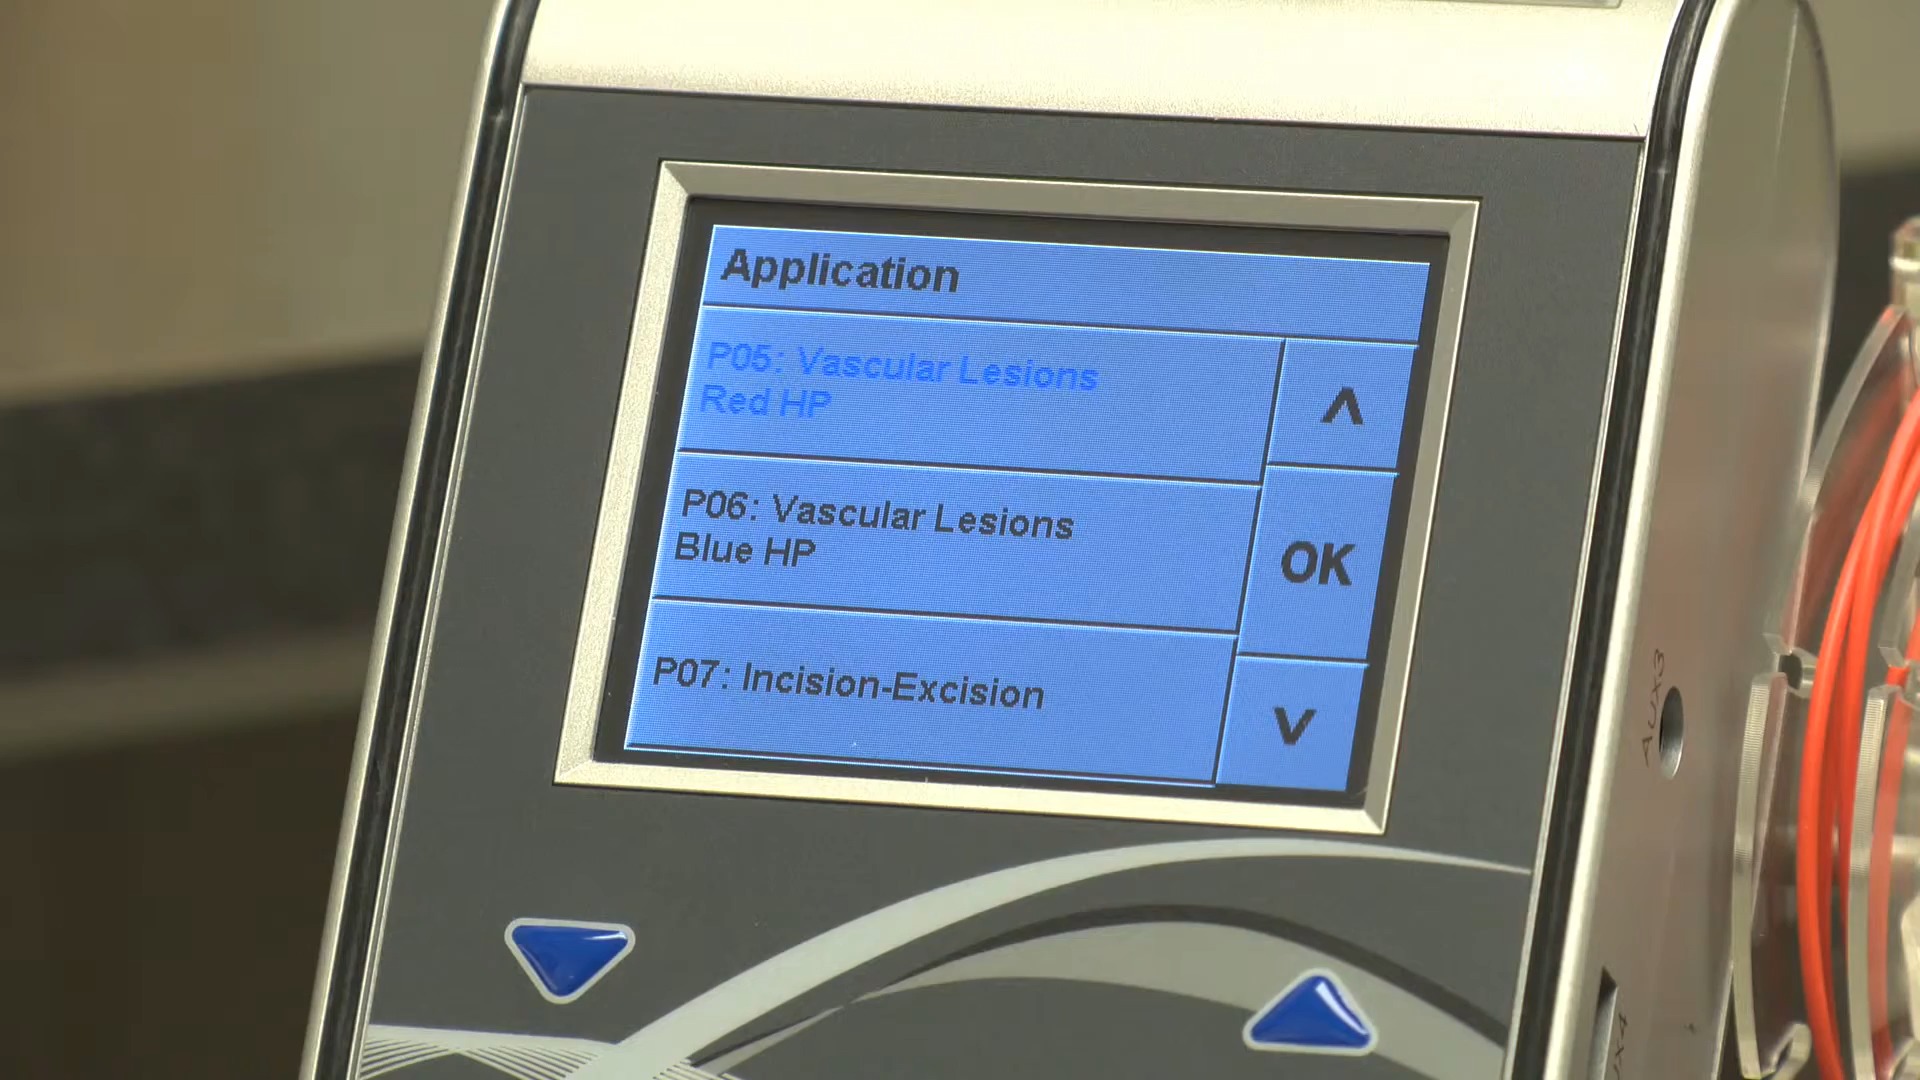 Application
P05: Vascular Lesions
Red HP
P06: Vascular Lesions
Blue HP
OK
P07: Incision-Excision
AUX3